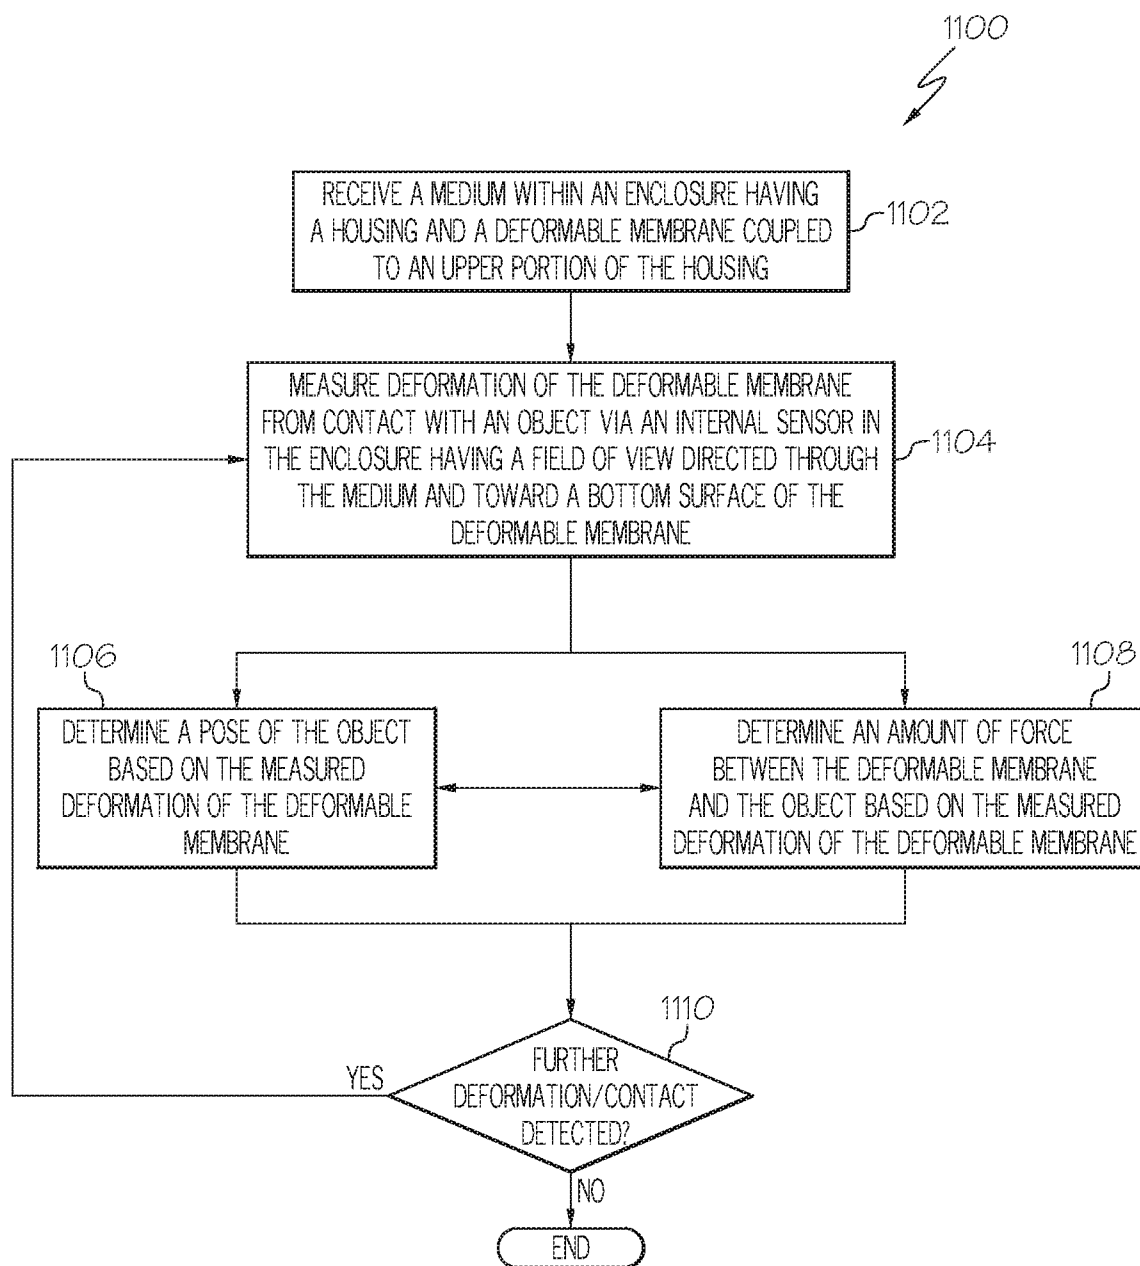 1100
RECEIVE A MEDIUM WITHIN AN ENCLOSURE HAVING
A HOUSING AND A DEFORMABLE MEMBRANE COUPLED
TO AN UPPER PORTION OF THE HOUSING
1102
MEASURE DEFORMATION OF THE DEFORMABLE MEMBRANE
FROM CONTACT WITH AN OBJECT VIA AN INTERNAL SENSOR IN
THE ENCLOSURE HAVING A FIELD OF VIEW DIRECTED THROUGH
THE MEDIUM AND TOWARD A BOTTOM SURFACE OF THE
DEFORMABLE MEMBRANE
1104
1106
DETERMINE A POSE OF THE OBJECT
BASED ON THE MEASURED
DEFORMATION OF THE DEFORMABLE
MEMBRANE
1108
DETERMINE AN AMOUNT OF FORCE
BETWEEN THE DEFORMABLE MEMBRANE
AND THE OBJECT BASED ON THE MEASURED
DEFORMATION OF THE DEFORMABLE MEMBRANE
1110
FURTHER
DEFORMATION/CONTACT
DETECTED?
YES
NO
END